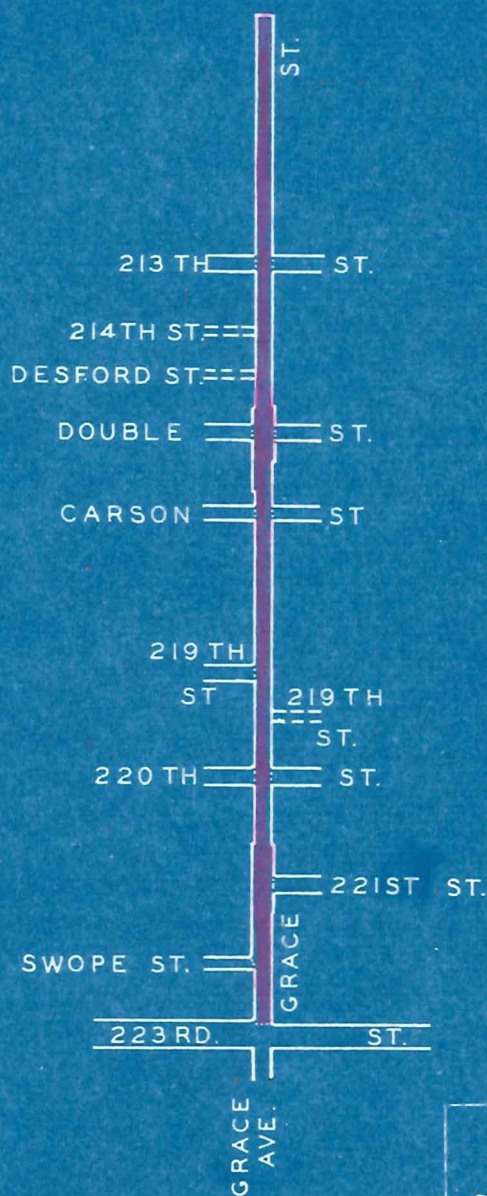 ST.
213 TH ST.
214TH ST.
DESFORD ST.
DOUBLE ST.
CARSON ST
219 TH
ST
219 TH
ST.
220 TH ST.
221ST ST.
GRACE
SWOPE ST.
223 RD. ST.
GRACE
AVE.